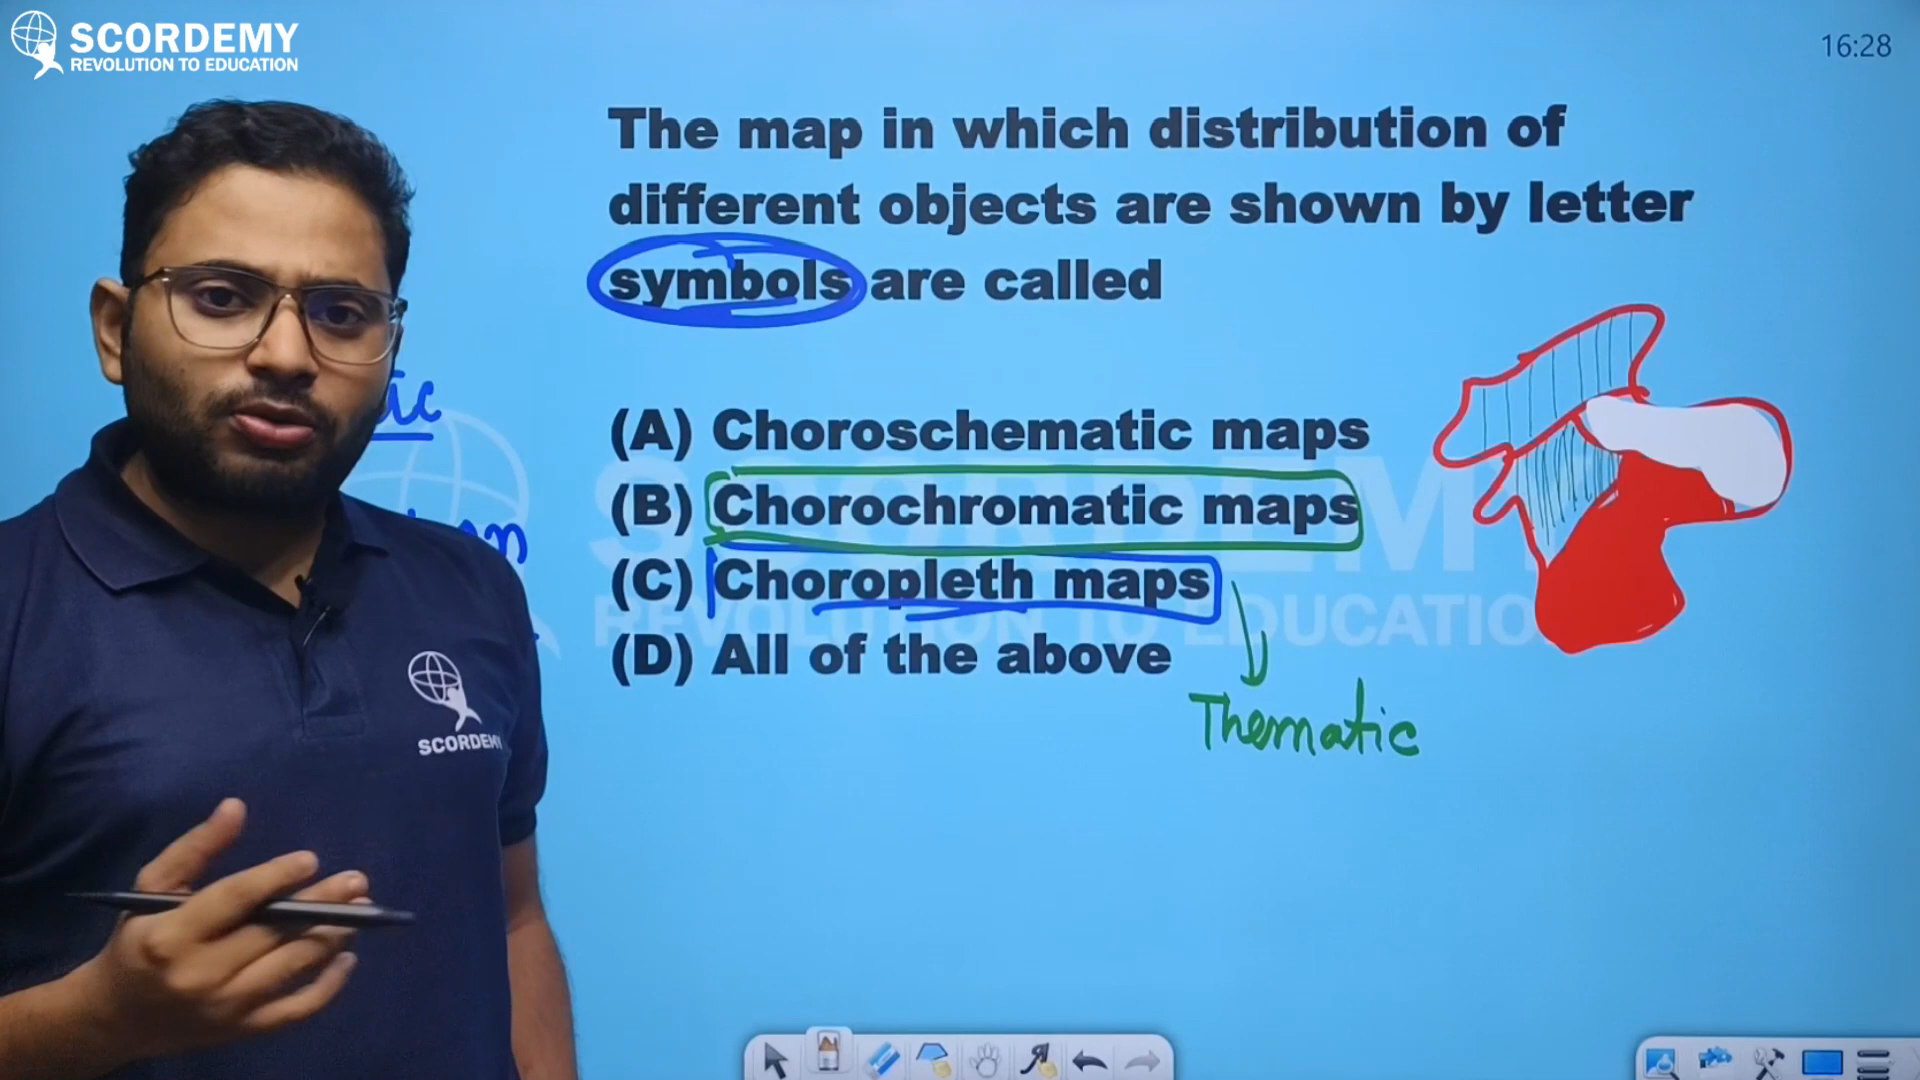 SCORDEMY
REVOLUTION TO EDUCATION
16:28
The map in which distribution of
different objects are shown by letter
symbols are called
(A) Choroschematic maps
(B) Chorochromatic maps
(C) Choropleth maps
(D) All of the above
Thematic
SCORDEMY